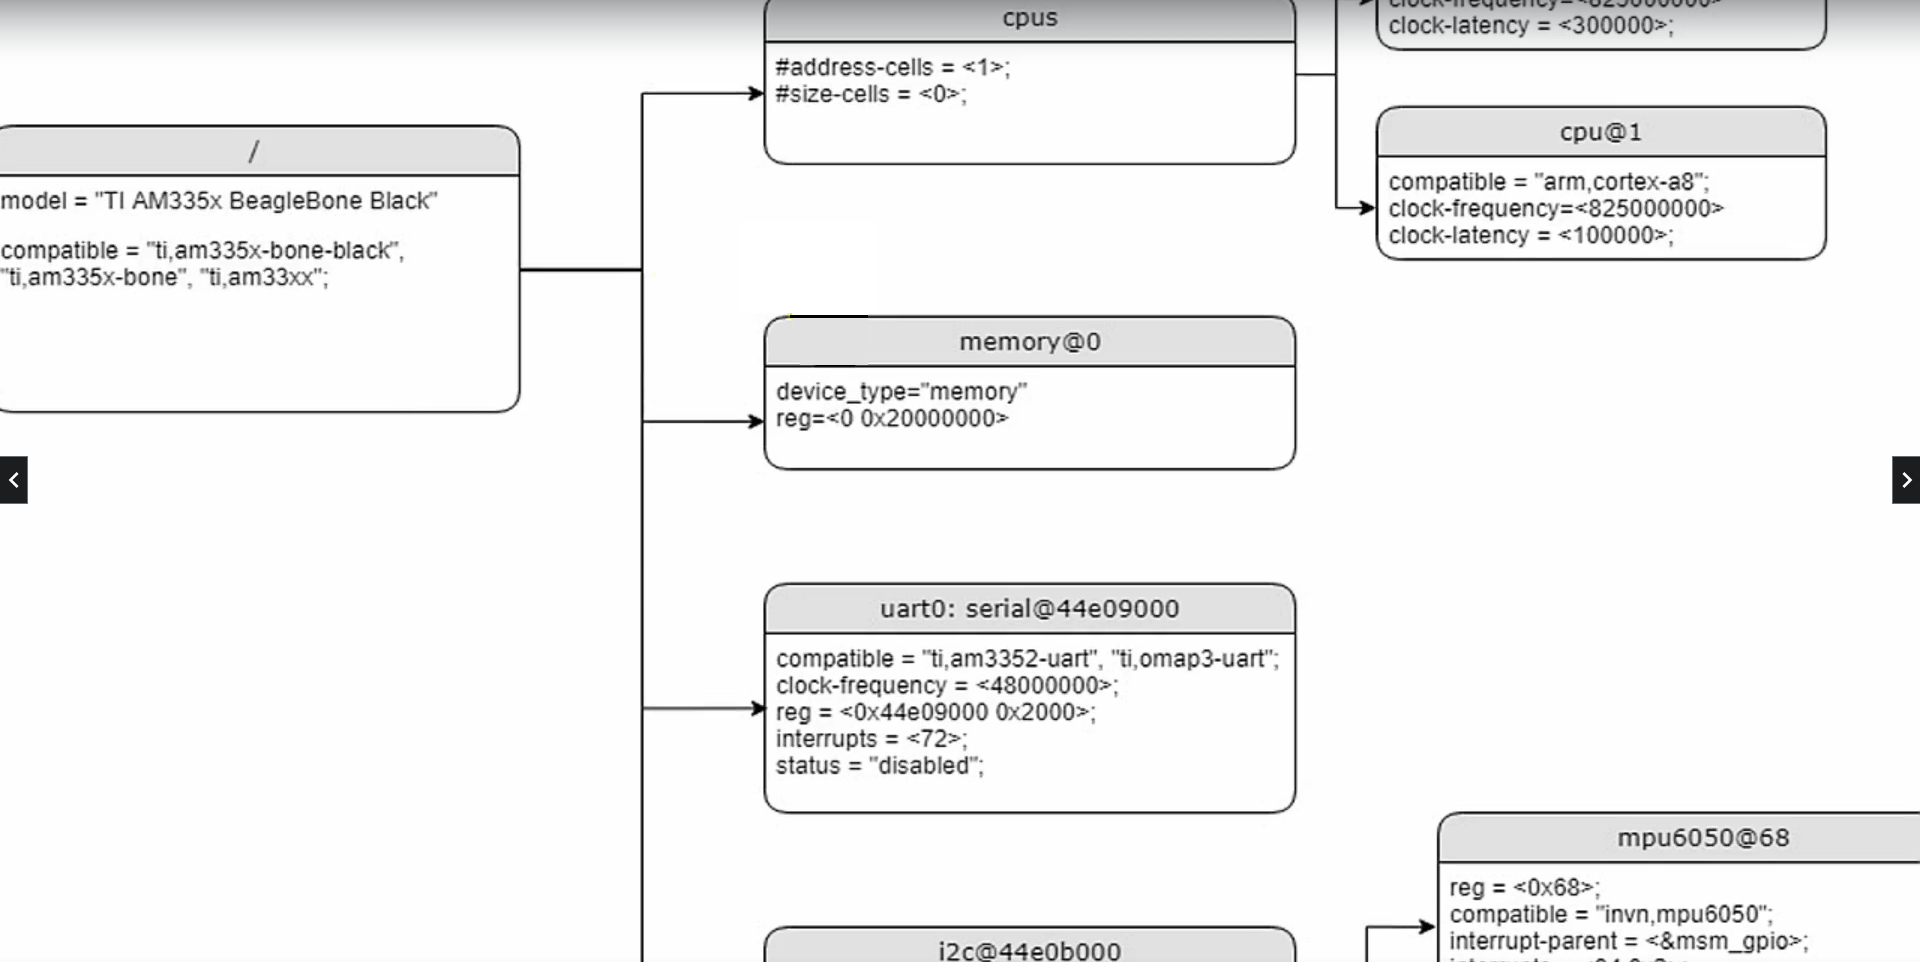 cpus
#address-cells = <1>;
#size-cells = <0>;
clock-frequency=<825000000>
clock-latency = <300000>;
cpu@1
compatible = "arm,cortex-a8";
clock-frequency=<825000000>
clock-latency = <100000>;
/
model = "TI AM335x BeagleBone Black"
compatible = "ti,am335x-bone-black",
"ti,am335x-bone", "ti,am33xx";
memory@0
device_type="memory"
reg=<0 0x20000000>
uart0: serial@44e09000
compatible = "ti,am3352-uart", "ti,omap3-uart";
clock-frequency = <48000000>;
reg = <0x44e09000 0x2000>;
interrupts = <72>;
status = "disabled";
mpu6050@68
reg = <0x68>;
compatible = "invn,mpu6050";
interrupt-parent = <&msm_gpio>;
i2c@44e0b000